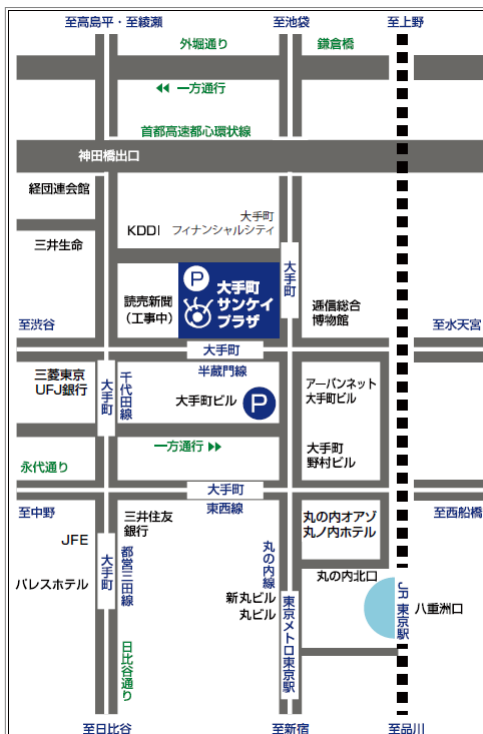 至高島平・至綾瀬
至池袋
至上野
外堀通り
鎌倉橋
一方通行
首都高速都心環状線
神田橋出口
経団連会館
三井生命
KDDI
大手町
フィナンシャルシティ
大手町
読売新聞
（工事中）
P
大手町
サンケイ
プラザ
逓信総合
博物館
至渋谷
至水天宮
大手町
半蔵門線
三菱東京
UFJ銀行
大手町
千代田線
大手町ビル
P
アーバンネット
大手町ビル
一方通行
大手町
野村ビル
永代通り
大手町
東西線
至中野
至西船橋
JFE
大手町
三井住友
銀行
都営三田線
丸の内線
丸の内オアゾ
丸ノ内ホテル
パレスホテル
丸の内北口
新丸ビル
丸ビル
東京メトロ東京駅
JR 東京駅
八重洲口
日比谷通り
至日比谷
至新宿
至品川